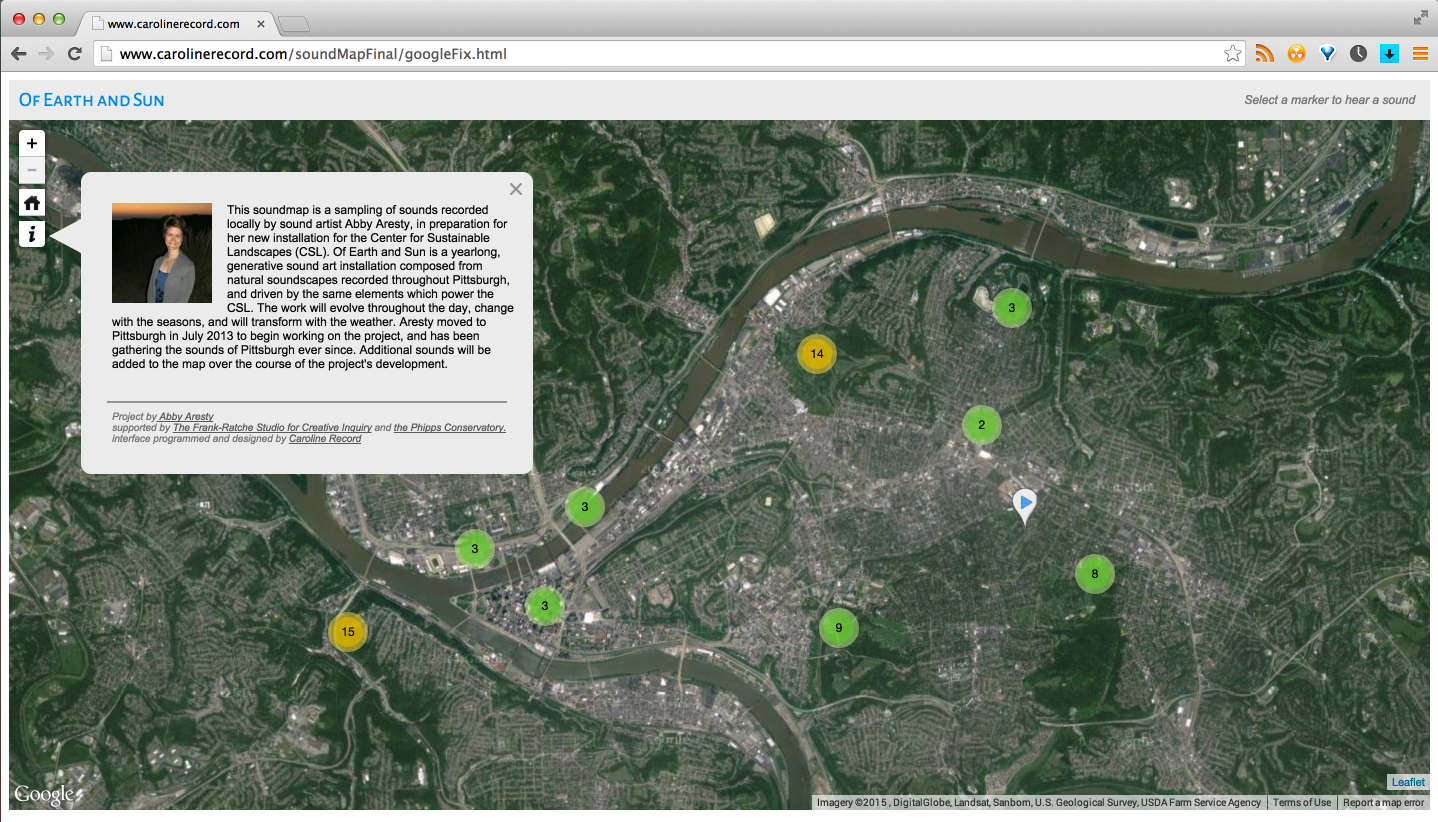 www.carolinerecord.com
www.carolinerecord.com/soundMapFinal/googleFix.html
Of Earth and Sun
Select a marker to hear a sound
+
−
i
This soundmap is a sampling of sounds recorded
locally by sound artist Abby Aresty, in preparation for
her new installation for the Center for Sustainable
Landscapes (CSL). Of Earth and Sun is a yearlong,
generative sound art installation composed from
natural soundscapes recorded throughout Pittsburgh,
and driven by the same elements which power the
CSL. The work will evolve throughout the day, change
with the seasons, and will transform with the weather. Aresty moved to
Pittsburgh in July 2013 to begin working on the project, and has been
gathering the sounds of Pittsburgh ever since. Additional sounds will be
added to the map over the course of the project's development.
Project by Abby Aresty
supported by The Frank-Ratche Studio for Creative Inquiry and the Phipps Conservatory.
interface programmed and designed by Caroline Record
3
14
2
3
3
8
3
9
15
Leaflet
Google
Imagery ©2015 , DigitalGlobe, Landsat, Sanborn, U.S. Geological Survey, USDA Farm Service Agency
Terms of Use
Report a map error